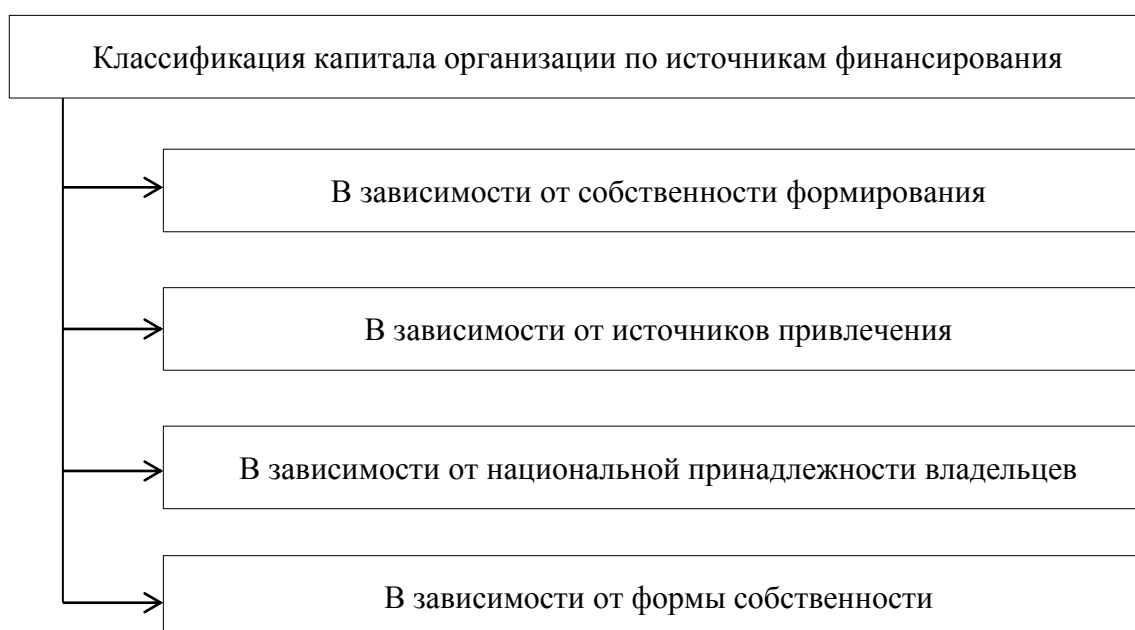 Классификация капитала организации по источникам финансирования
В зависимости от собственности формирования
В зависимости от источников привлечения
В зависимости от национальной принадлежности владельцев
В зависимости от формы собственности